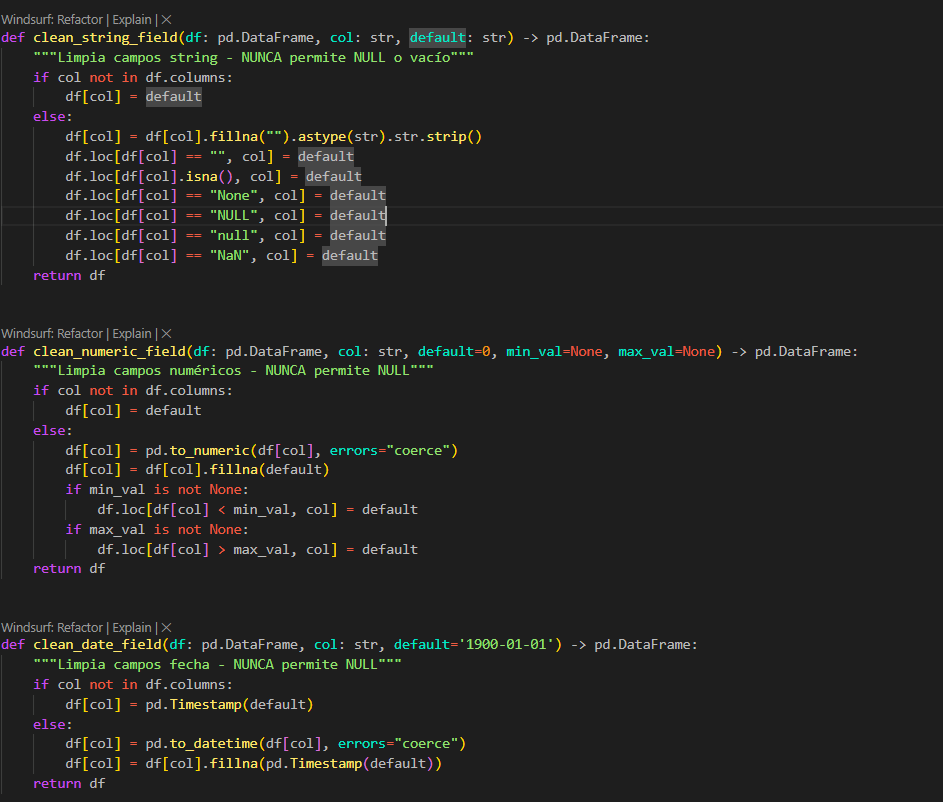 Windsurf: Refactor | Explain | ✕
def clean_string_field(df: pd.DataFrame, col: str, default: str) -> pd.DataFrame:
    """Limpia campos string - NUNCA permite NULL o vacío"""
    if col not in df.columns:
        df[col] = default
    else:
        df[col] = df[col].fillna("").astype(str).str.strip()
        df.loc[df[col] == "", col] = default
        df.loc[df[col].isna(), col] = default
        df.loc[df[col] == "None", col] = default
        df.loc[df[col] == "NULL", col] = default
        df.loc[df[col] == "null", col] = default
        df.loc[df[col] == "NaN", col] = default
    return df
Windsurf: Refactor | Explain | ✕
def clean_numeric_field(df: pd.DataFrame, col: str, default=0, min_val=None, max_val=None) -> pd.DataFrame:
    """Limpia campos numéricos - NUNCA permite NULL"""
    if col not in df.columns:
        df[col] = default
    else:
        df[col] = pd.to_numeric(df[col], errors="coerce")
        df[col] = df[col].fillna(default)
        if min_val is not None:
            df.loc[df[col] < min_val, col] = default
        if max_val is not None:
            df.loc[df[col] > max_val, col] = default
    return df
Windsurf: Refactor | Explain | ✕
def clean_date_field(df: pd.DataFrame, col: str, default='1900-01-01') -> pd.DataFrame:
    """Limpia campos fecha - NUNCA permite NULL"""
    if col not in df.columns:
        df[col] = pd.Timestamp(default)
    else:
        df[col] = pd.to_datetime(df[col], errors="coerce")
        df[col] = df[col].fillna(pd.Timestamp(default))
    return df